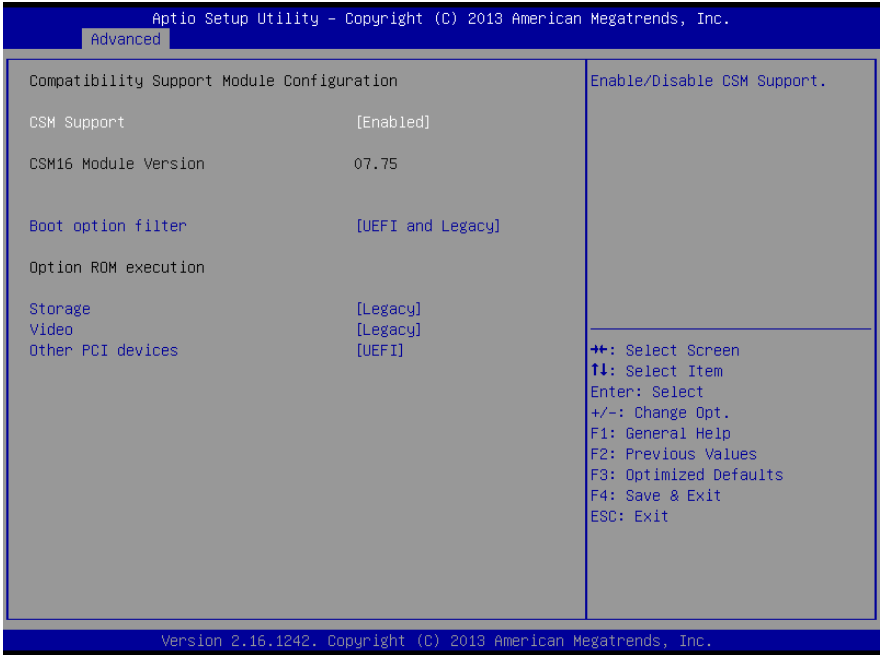 Aptio Setup Utility – Copyright (C) 2013 American Megatrends, Inc.
Advanced
Compatibility Support Module Configuration
CSM Support [Enabled]
CSM16 Module Version 07.75
Boot option filter [UEFI and Legacy]
Option ROM execution
Storage [Legacy]
Video [Legacy]
Other PCI devices [UEFI]
Enable/Disable CSM Support.
→←: Select Screen
↑↓: Select Item
Enter: Select
+/-: Change Opt.
F1: General Help
F2: Previous Values
F3: Optimized Defaults
F4: Save & Exit
ESC: Exit
Version 2.16.1242. Copyright (C) 2013 American Megatrends, Inc.